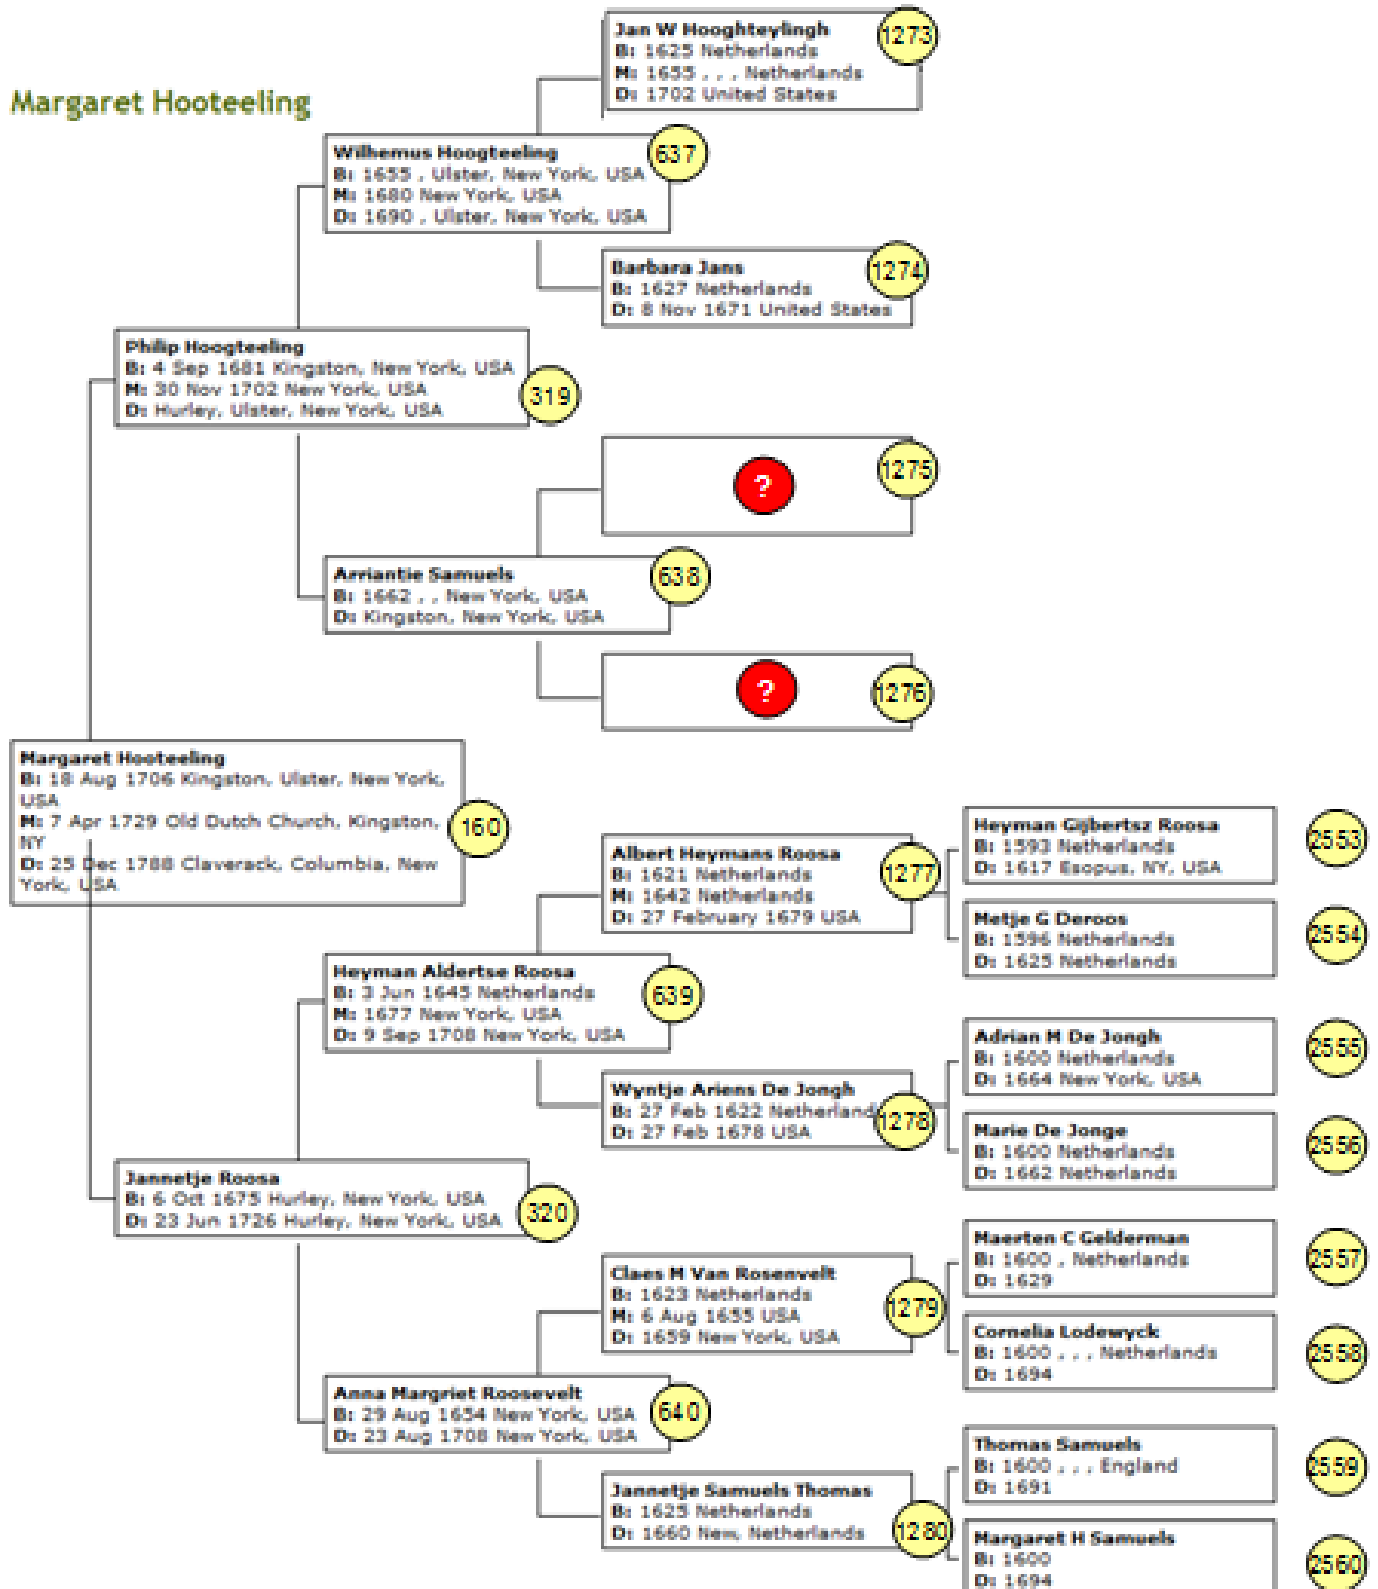 Margaret Hooteeling
Jan W Hooghteylingh
B: 1625 Netherlands
M: 1655 , , , Netherlands
D: 1702 United States
1273
Wilhemus Hoogteeling
B: 1655 , Ulster, New York, USA
M: 1680 New York, USA
D: 1690 , Ulster, New York, USA
637
Barbara Jans
B: 1627 Netherlands
D: 8 Nov 1671 United States
1274
Philip Hoogteeling
B: 4 Sep 1681 Kingston, New York, USA
M: 30 Nov 1702 New York, USA
D: Hurley, Ulster, New York, USA
319
?
1275
Arriantie Samuels
B: 1662 , , New York, USA
D: Kingston, New York, USA
638
?
1276
Margaret Hooteeling
B: 18 Aug 1706 Kingston, Ulster, New York,
USA
M: 7 Apr 1729 Old Dutch Church, Kingston,
NY
D: 25 Dec 1788 Claverack, Columbia, New
York, USA
160
Albert Heymans Roosa
B: 1621 Netherlands
M: 1642 Netherlands
D: 27 February 1679 USA
1277
Heyman Gijbertsz Roosa
B: 1593 Netherlands
D: 1617 Esopus, NY, USA
2553
Metje G Deroos
B: 1596 Netherlands
D: 1625 Netherlands
2554
Heyman Aldertse Roosa
B: 3 Jun 1645 Netherlands
M: 1677 New York, USA
D: 9 Sep 1708 New York, USA
639
Wyntje Ariens De Jongh
B: 27 Feb 1622 Netherland
D: 27 Feb 1678 USA
1278
Adrian M De Jongh
B: 1600 Netherlands
D: 1664 New York, USA
2555
Marie De Jonge
B: 1600 Netherlands
D: 1662 Netherlands
2556
Jannetje Roosa
B: 6 Oct 1675 Hurley, New York, USA
D: 23 Jun 1726 Hurley, New York, USA
320
Claes M Van Rosenvelt
B: 1623 Netherlands
M: 6 Aug 1655 USA
D: 1659 New York, USA
1279
Maerten C Gelderman
B: 1600 , Netherlands
D: 1629
2557
Cornelia Lodewyck
B: 1600 , , , Netherlands
D: 1694
2558
Anna Margriet Roosevelt
B: 29 Aug 1654 New York, USA
D: 23 Aug 1708 New York, USA
640
Jannetje Samuels Thomas
B: 1625 Netherlands
D: 1660 New, Netherlands
1280
Thomas Samuels
B: 1600 , , , England
D: 1691
2559
Margaret H Samuels
B: 1600
D: 1694
2560